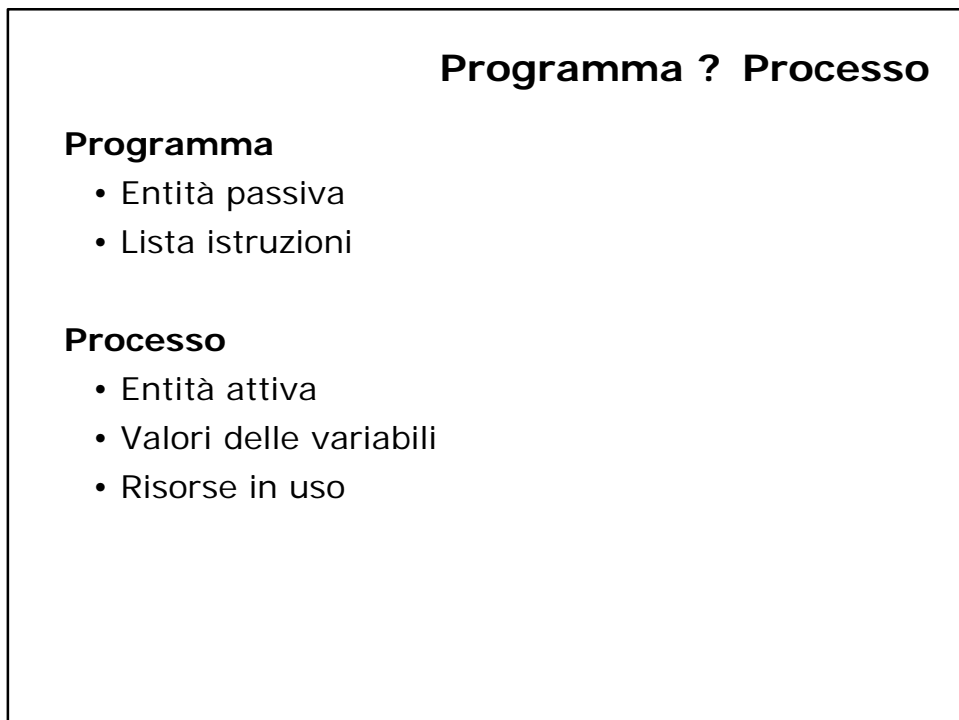 Programma ? Processo
Programma
• Entità passiva
• Lista istruzioni
Processo
• Entità attiva
• Valori delle variabili
• Risorse in uso